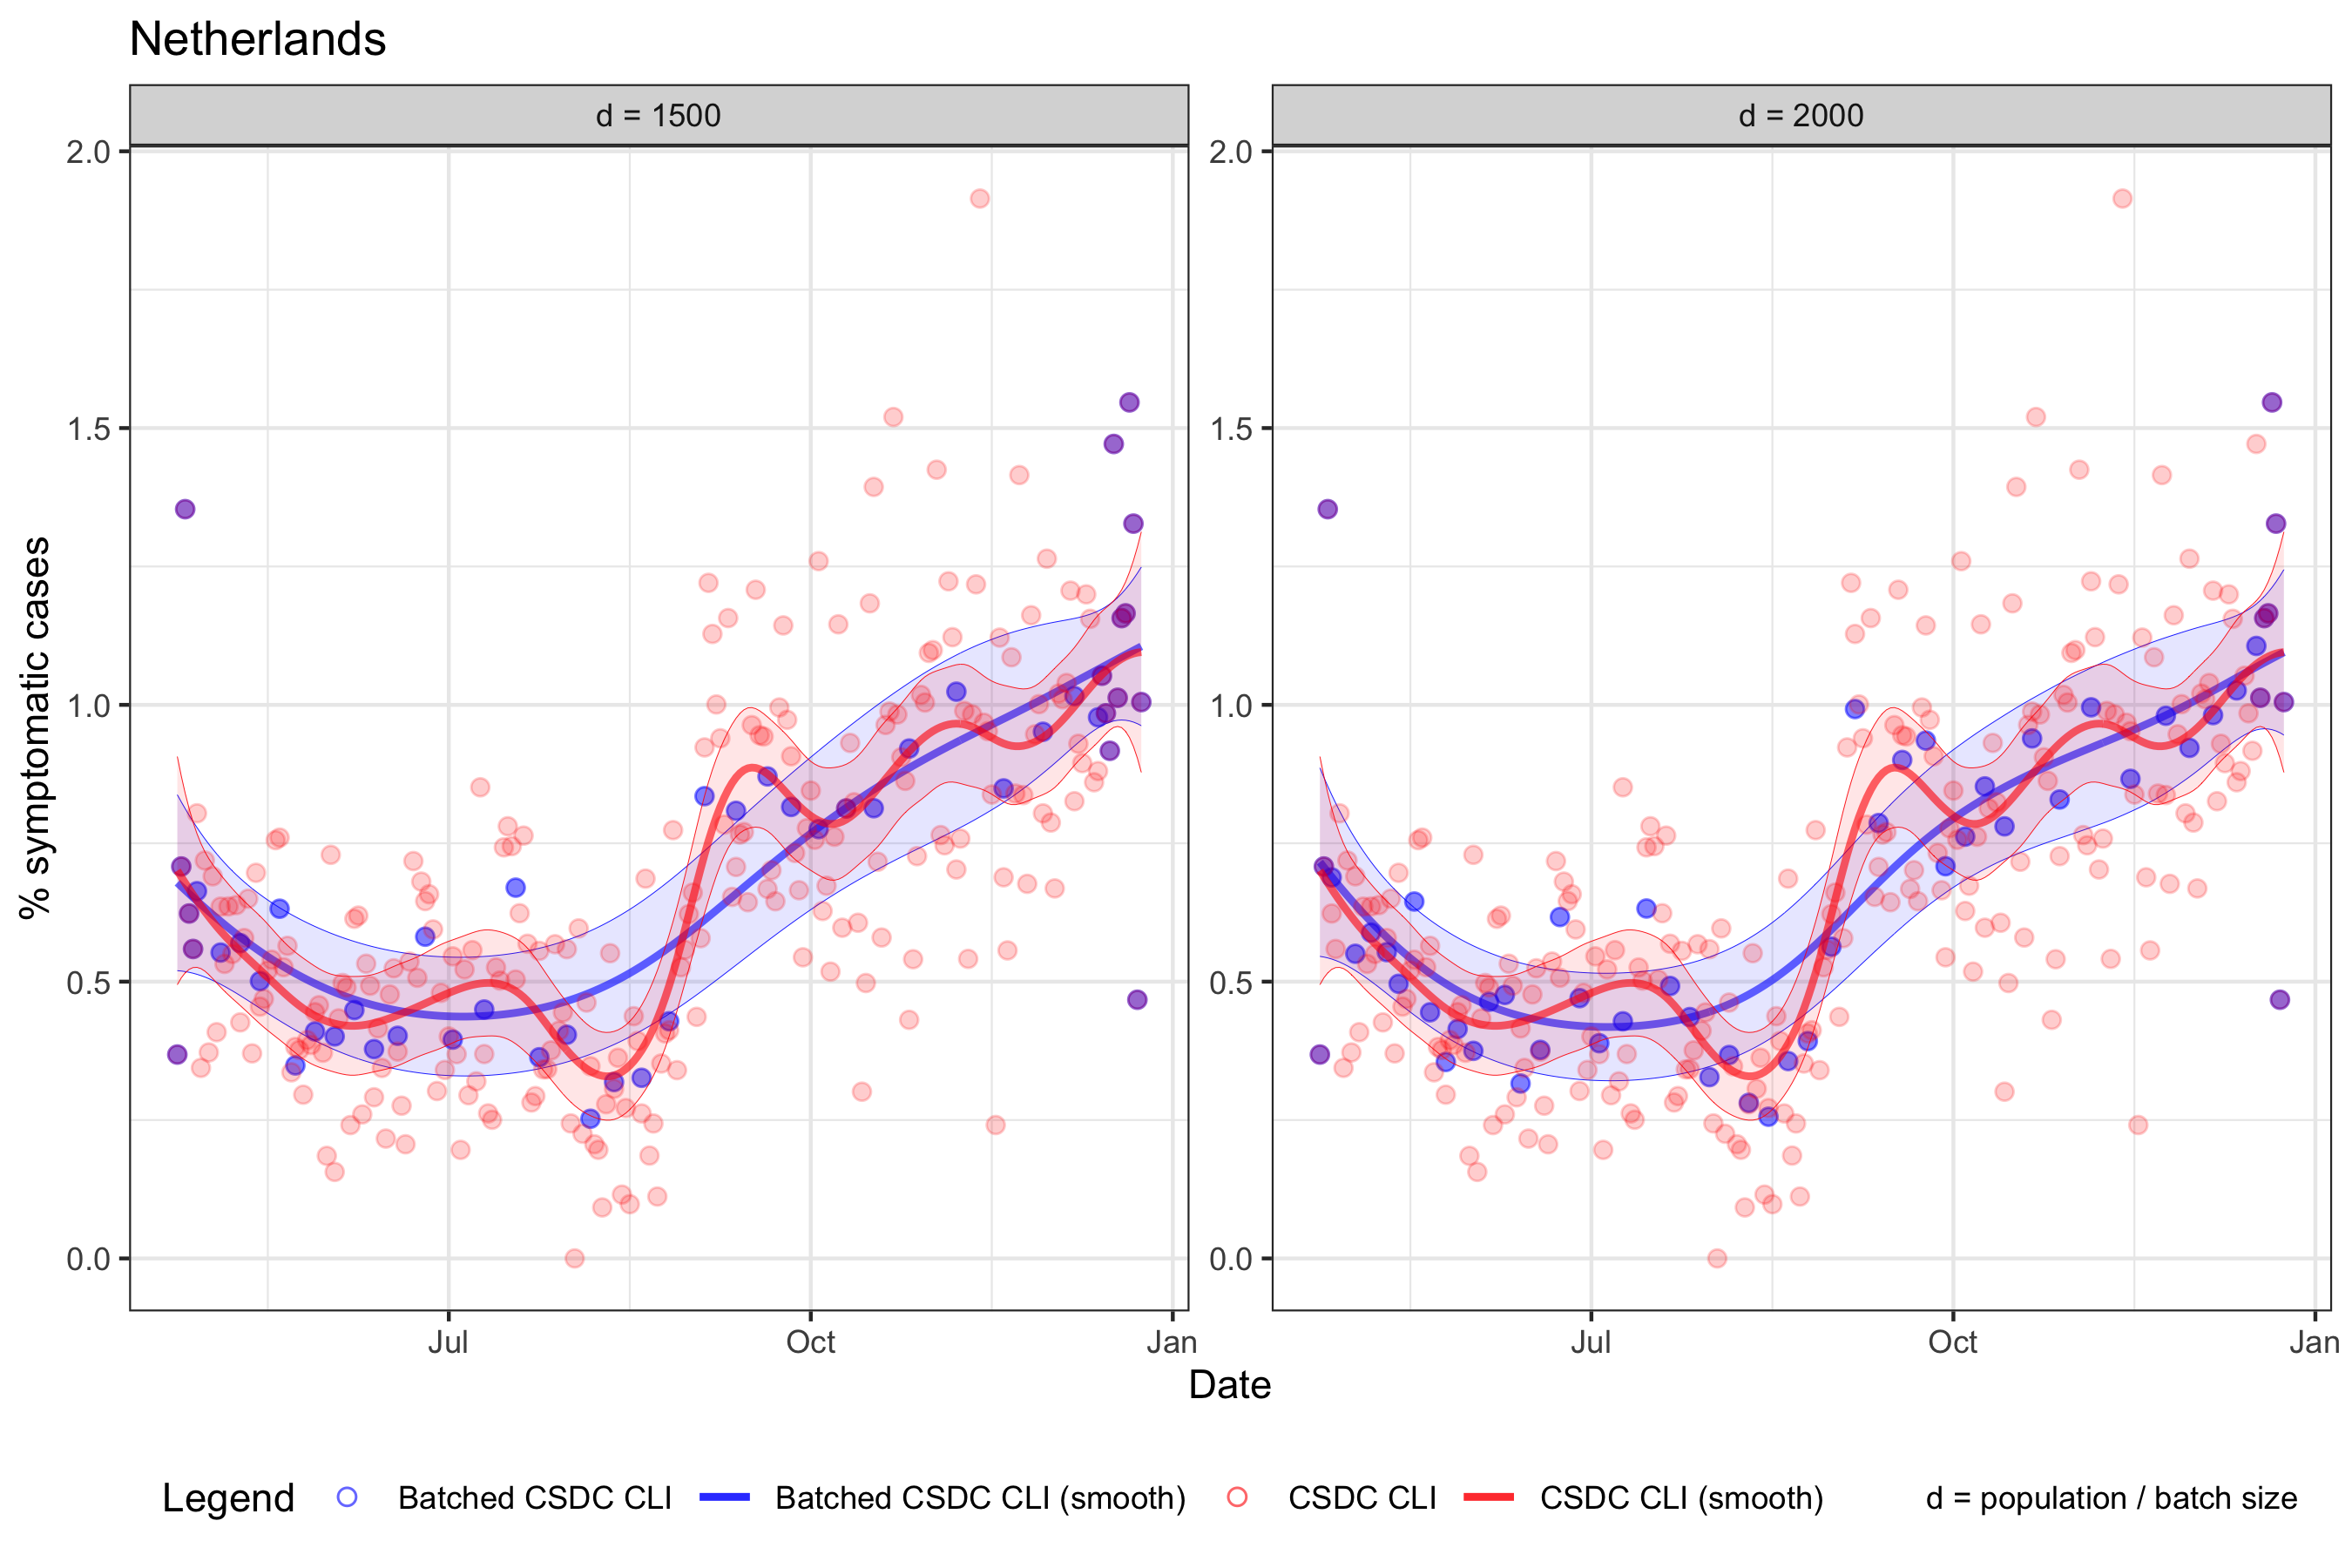 Netherlands
d = 1500
d = 2000
2.0
1.5
1.0
0.5
0.0
2.0
1.5
1.0
0.5
0.0
% symptomatic cases
Jul
Oct
Jan
Jul
Oct
Jan
Date
Legend
Batched CSDC CLI
Batched CSDC CLI (smooth)
CSDC CLI
CSDC CLI (smooth)
d = population / batch size